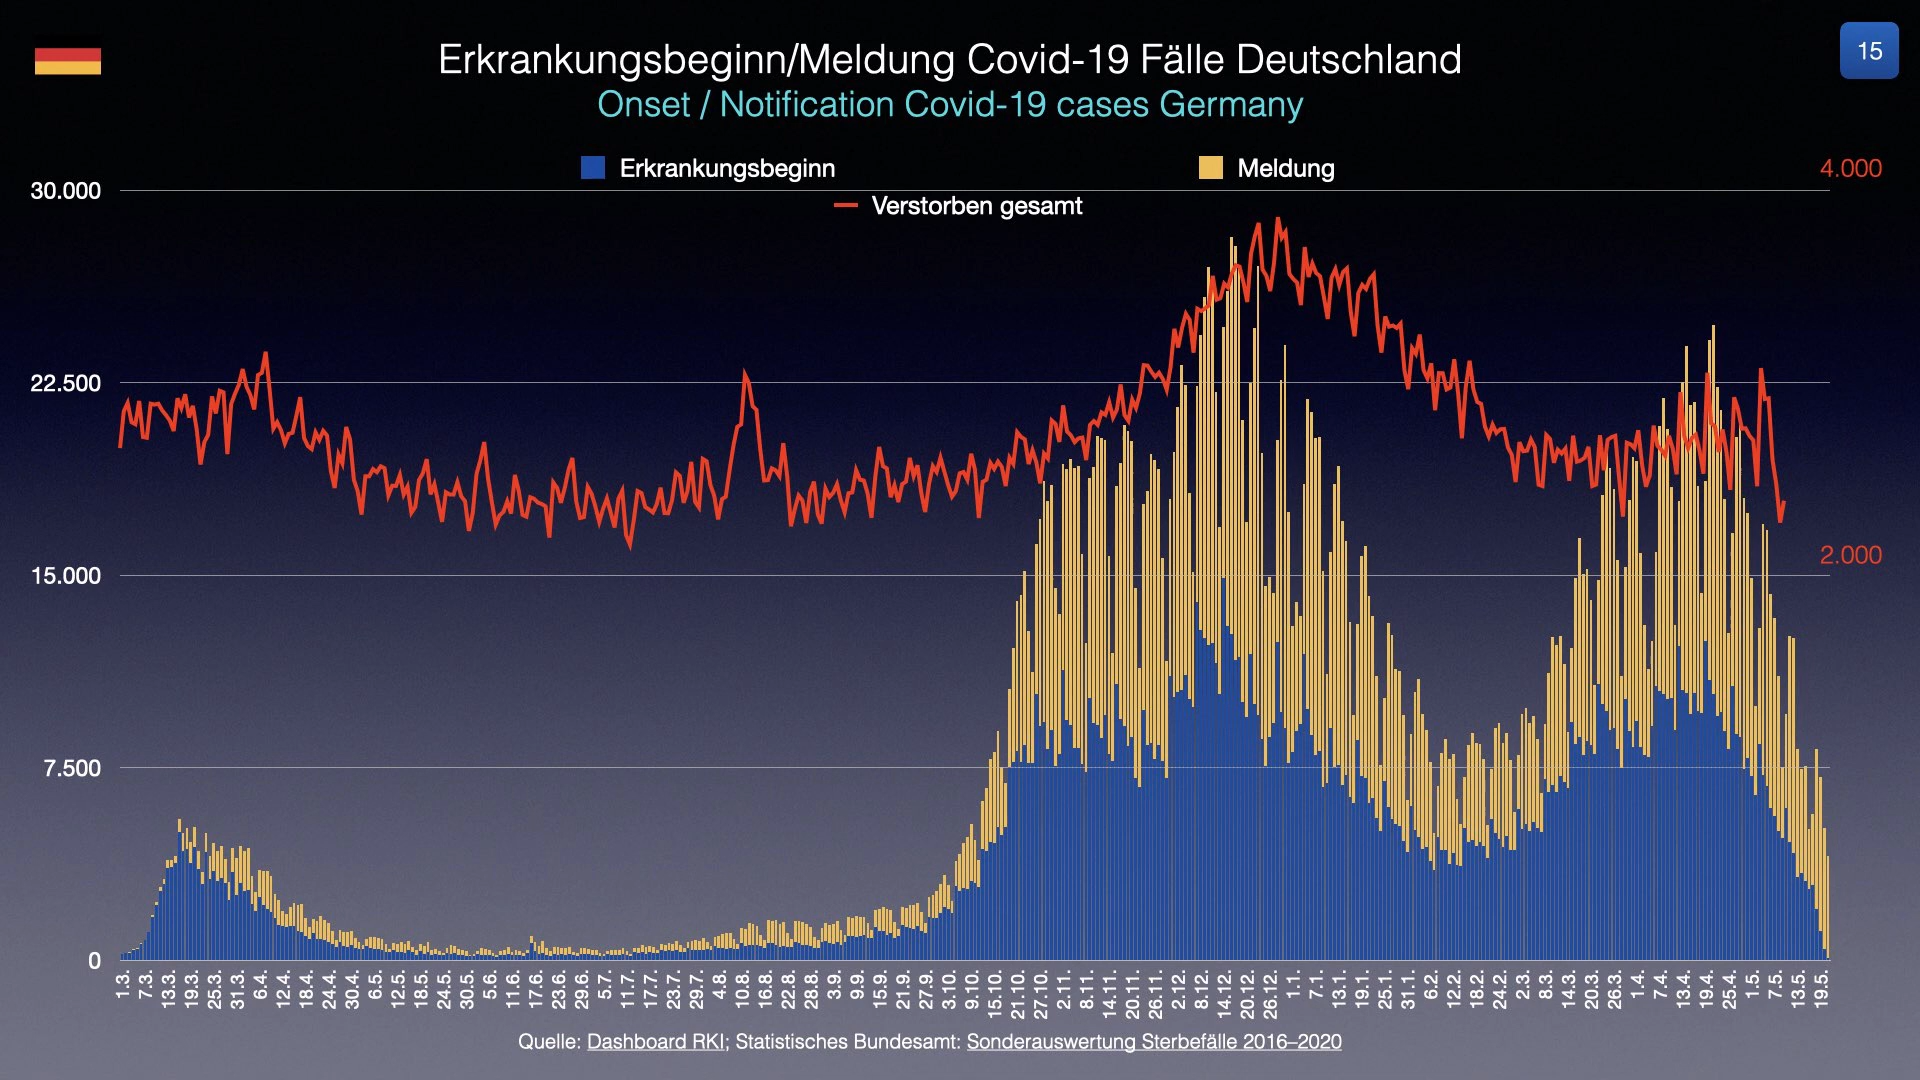 Erkrankungsbeginn/Meldung Covid-19 Fälle Deutschland
15
Onset / Notification Covid-19 cases Germany
Erkrankungsbeginn
Meldung
4.000
30.000
Verstorben gesamt
22.500
2.000
15.000
7.500
0
1.3. 7.3. 13.3. 19.3. 25.3. 31.3. 6.4. 12.4. 18.4. 24.4. 30.4. 6.5. 12.5. 18.5. 24.5. 30.5. 5.6. 11.6. 17.6. 23.6. 29.6. 5.7. 11.7. 17.7. 23.7. 29.7. 4.8. 10.8. 16.8. 22.8. 28.8. 3.9. 9.9. 15.9. 21.9. 27.9. 3.10. 9.10. 15.10. 21.10. 27.10. 2.11. 8.11. 14.11. 20.11. 26.11. 2.12. 8.12. 14.12. 20.12. 26.12. 1.1. 7.1. 13.1. 19.1. 25.1. 31.1. 6.2. 12.2. 18.2. 24.2. 2.3. 8.3. 14.3. 20.3. 26.3. 1.4. 7.4. 13.4. 19.4. 25.4. 1.5. 7.5. 13.5. 19.5.
Quelle: Dashboard RKI; Statistisches Bundesamt: Sonderauswertung Sterbefälle 2016–2020